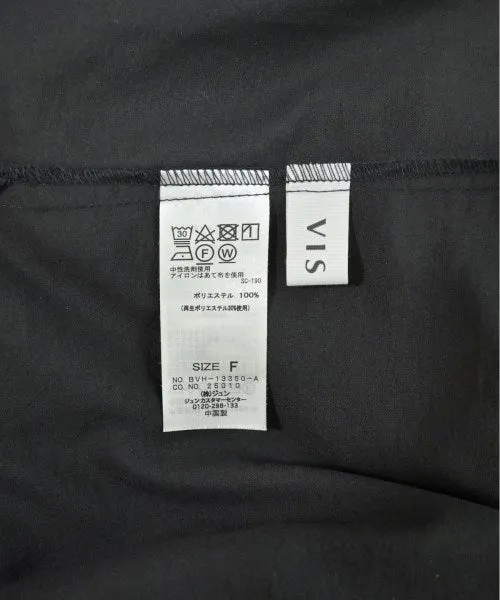 30
F W
中性洗剤使用
アイロンはあて布を使用
SC-190
ポリエステル 100%
(再生ポリエステル30%使用)
SIZE F
NO. BVH-13350-A
CO. NO. 25010
(株)ジュン
ジュンカスタマーセンター
0120-298-133
中国製
VIS